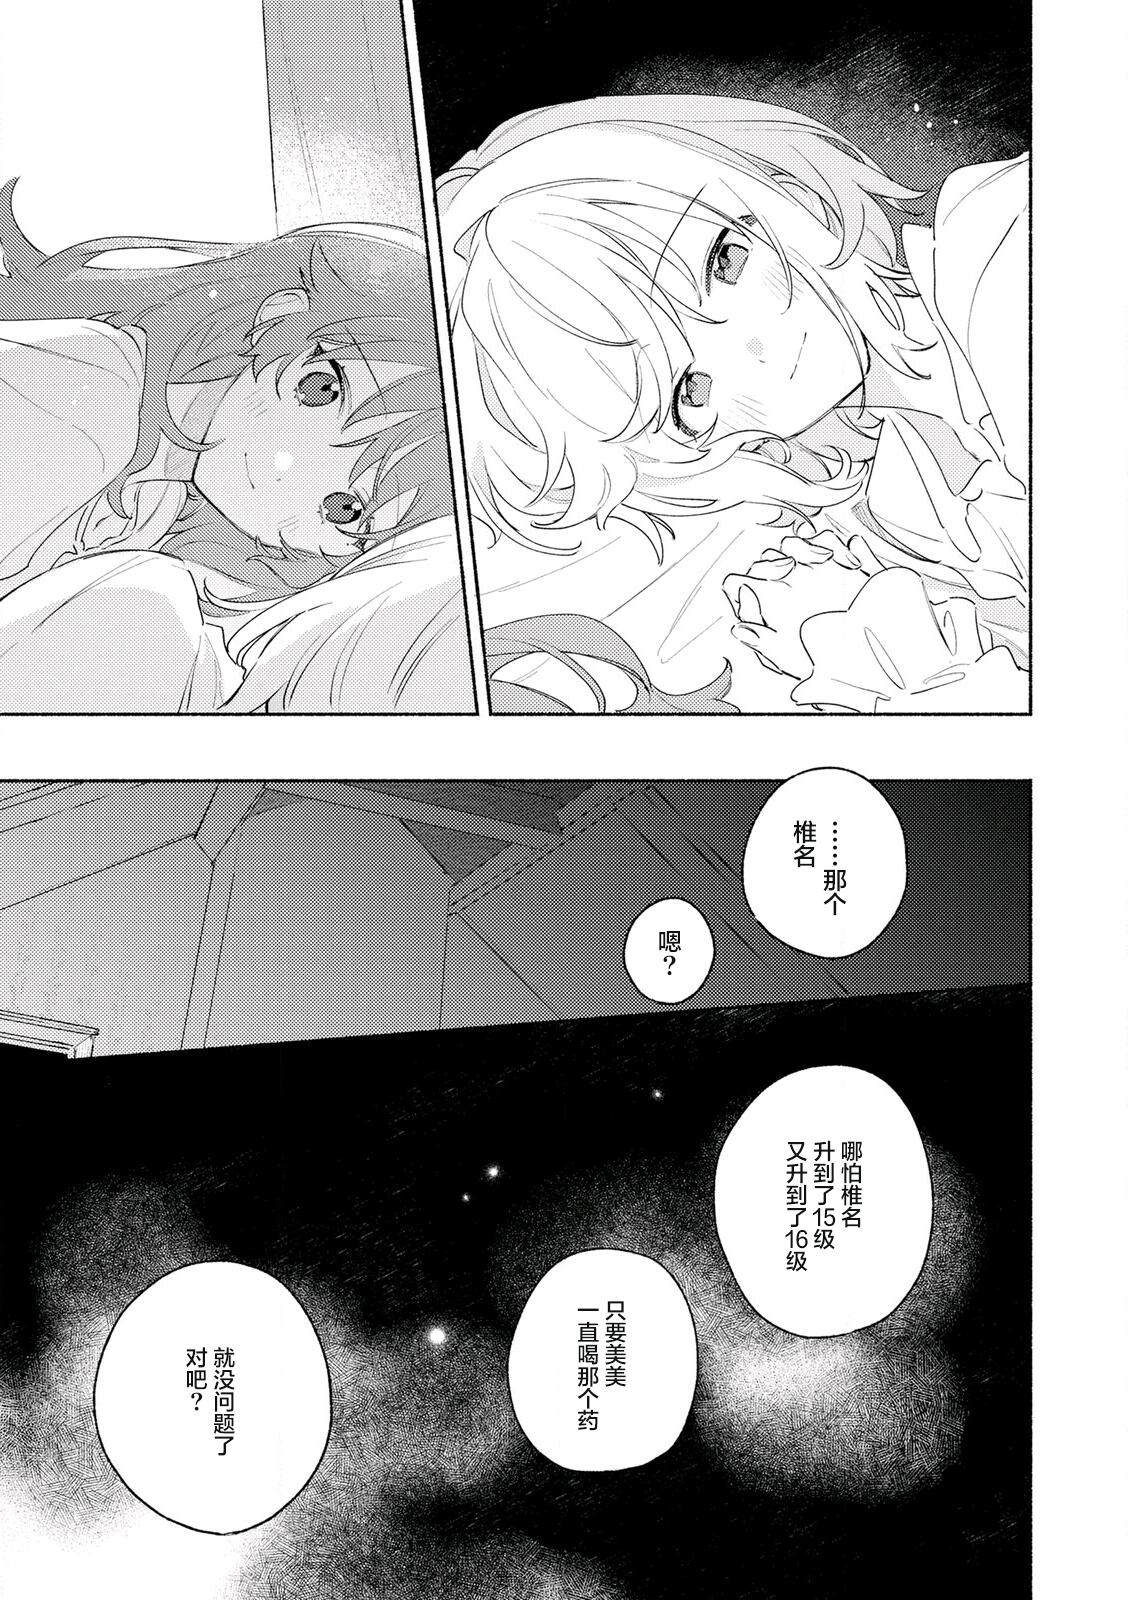 ……那个
椎名
嗯？
哪怕椎名
升到了15级
又升到了16级
只要美美
一直喝那个药
就没问题了
对吧？